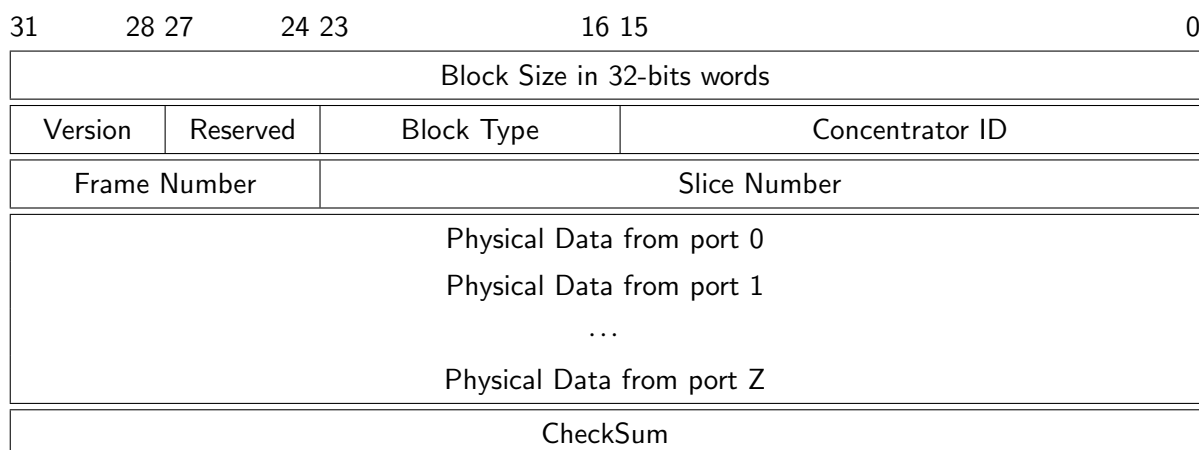 31 28 27 24 23 16 15 0
Block Size in 32-bits words
Version Reserved Block Type Concentrator ID
Frame Number Slice Number
Physical Data from port 0
Physical Data from port 1
...
Physical Data from port Z
CheckSum